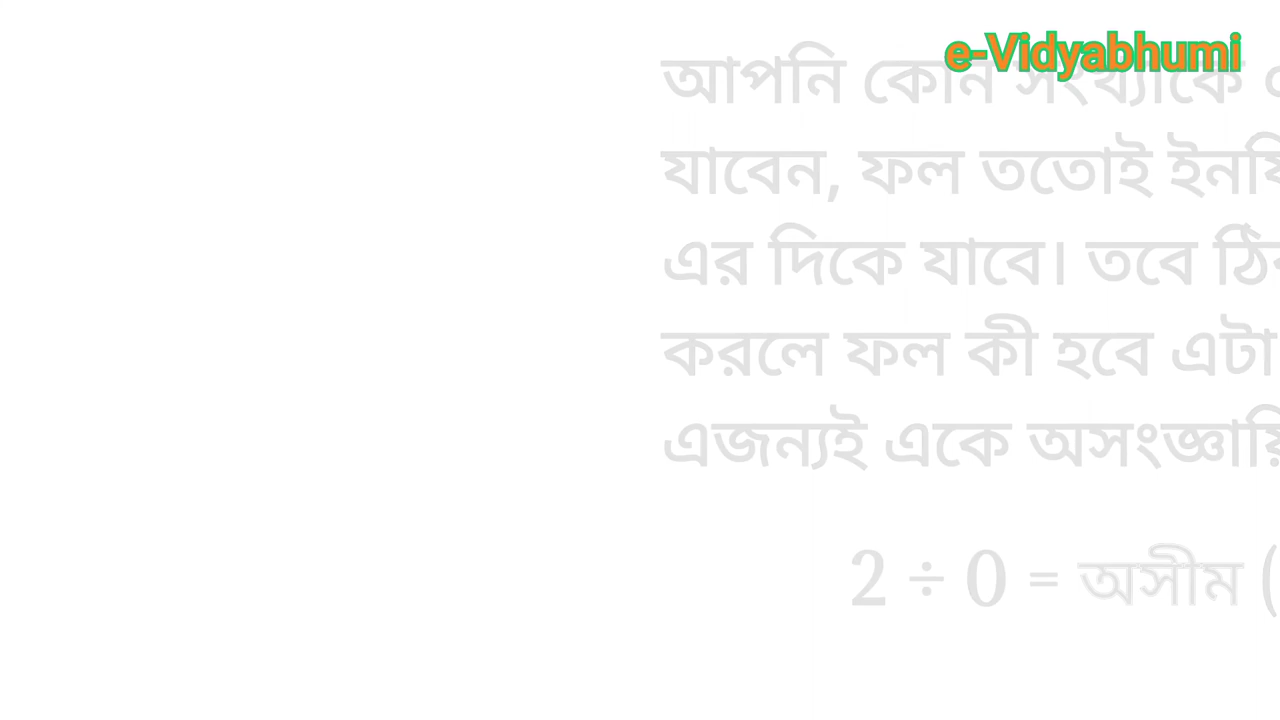 e-Vidyabhumi
আপনি কোন সংখ্যাকে
যাবেন, ফল ততোই
এর দিকে যাবে। তবে
করলে ফল কী হবে এটা
এজন্যই একে
2 ÷ 0 = অসীম (